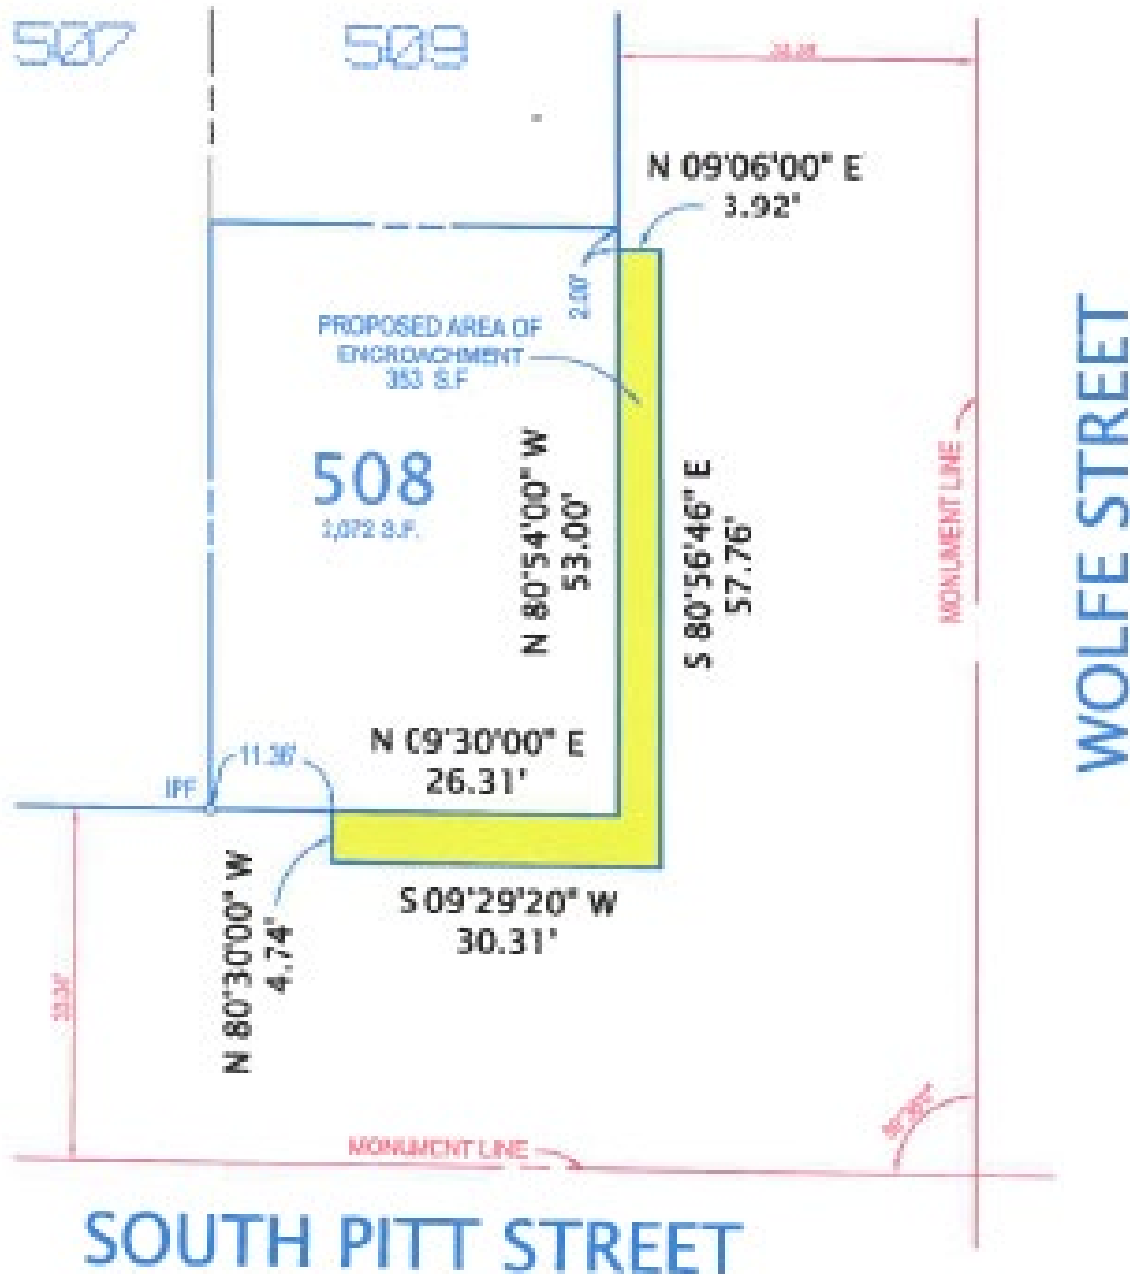 507
509
N 09°06'00" E
3.92'
2.00'
PROPOSED AREA OF
ENCROACHMENT
353 S.F
508
1,072 S.F.
N 80°54'00" W
53.00'
S 80°56'46" E
57.76'
MONUMENT LINE
WOLFE STREET
N 09°30'00" E
26.31'
11.36'
IPF
N 80°30'00" W
4.74'
S 09°29'20" W
30.31'
MONUMENT LINE
SOUTH PITT STREET